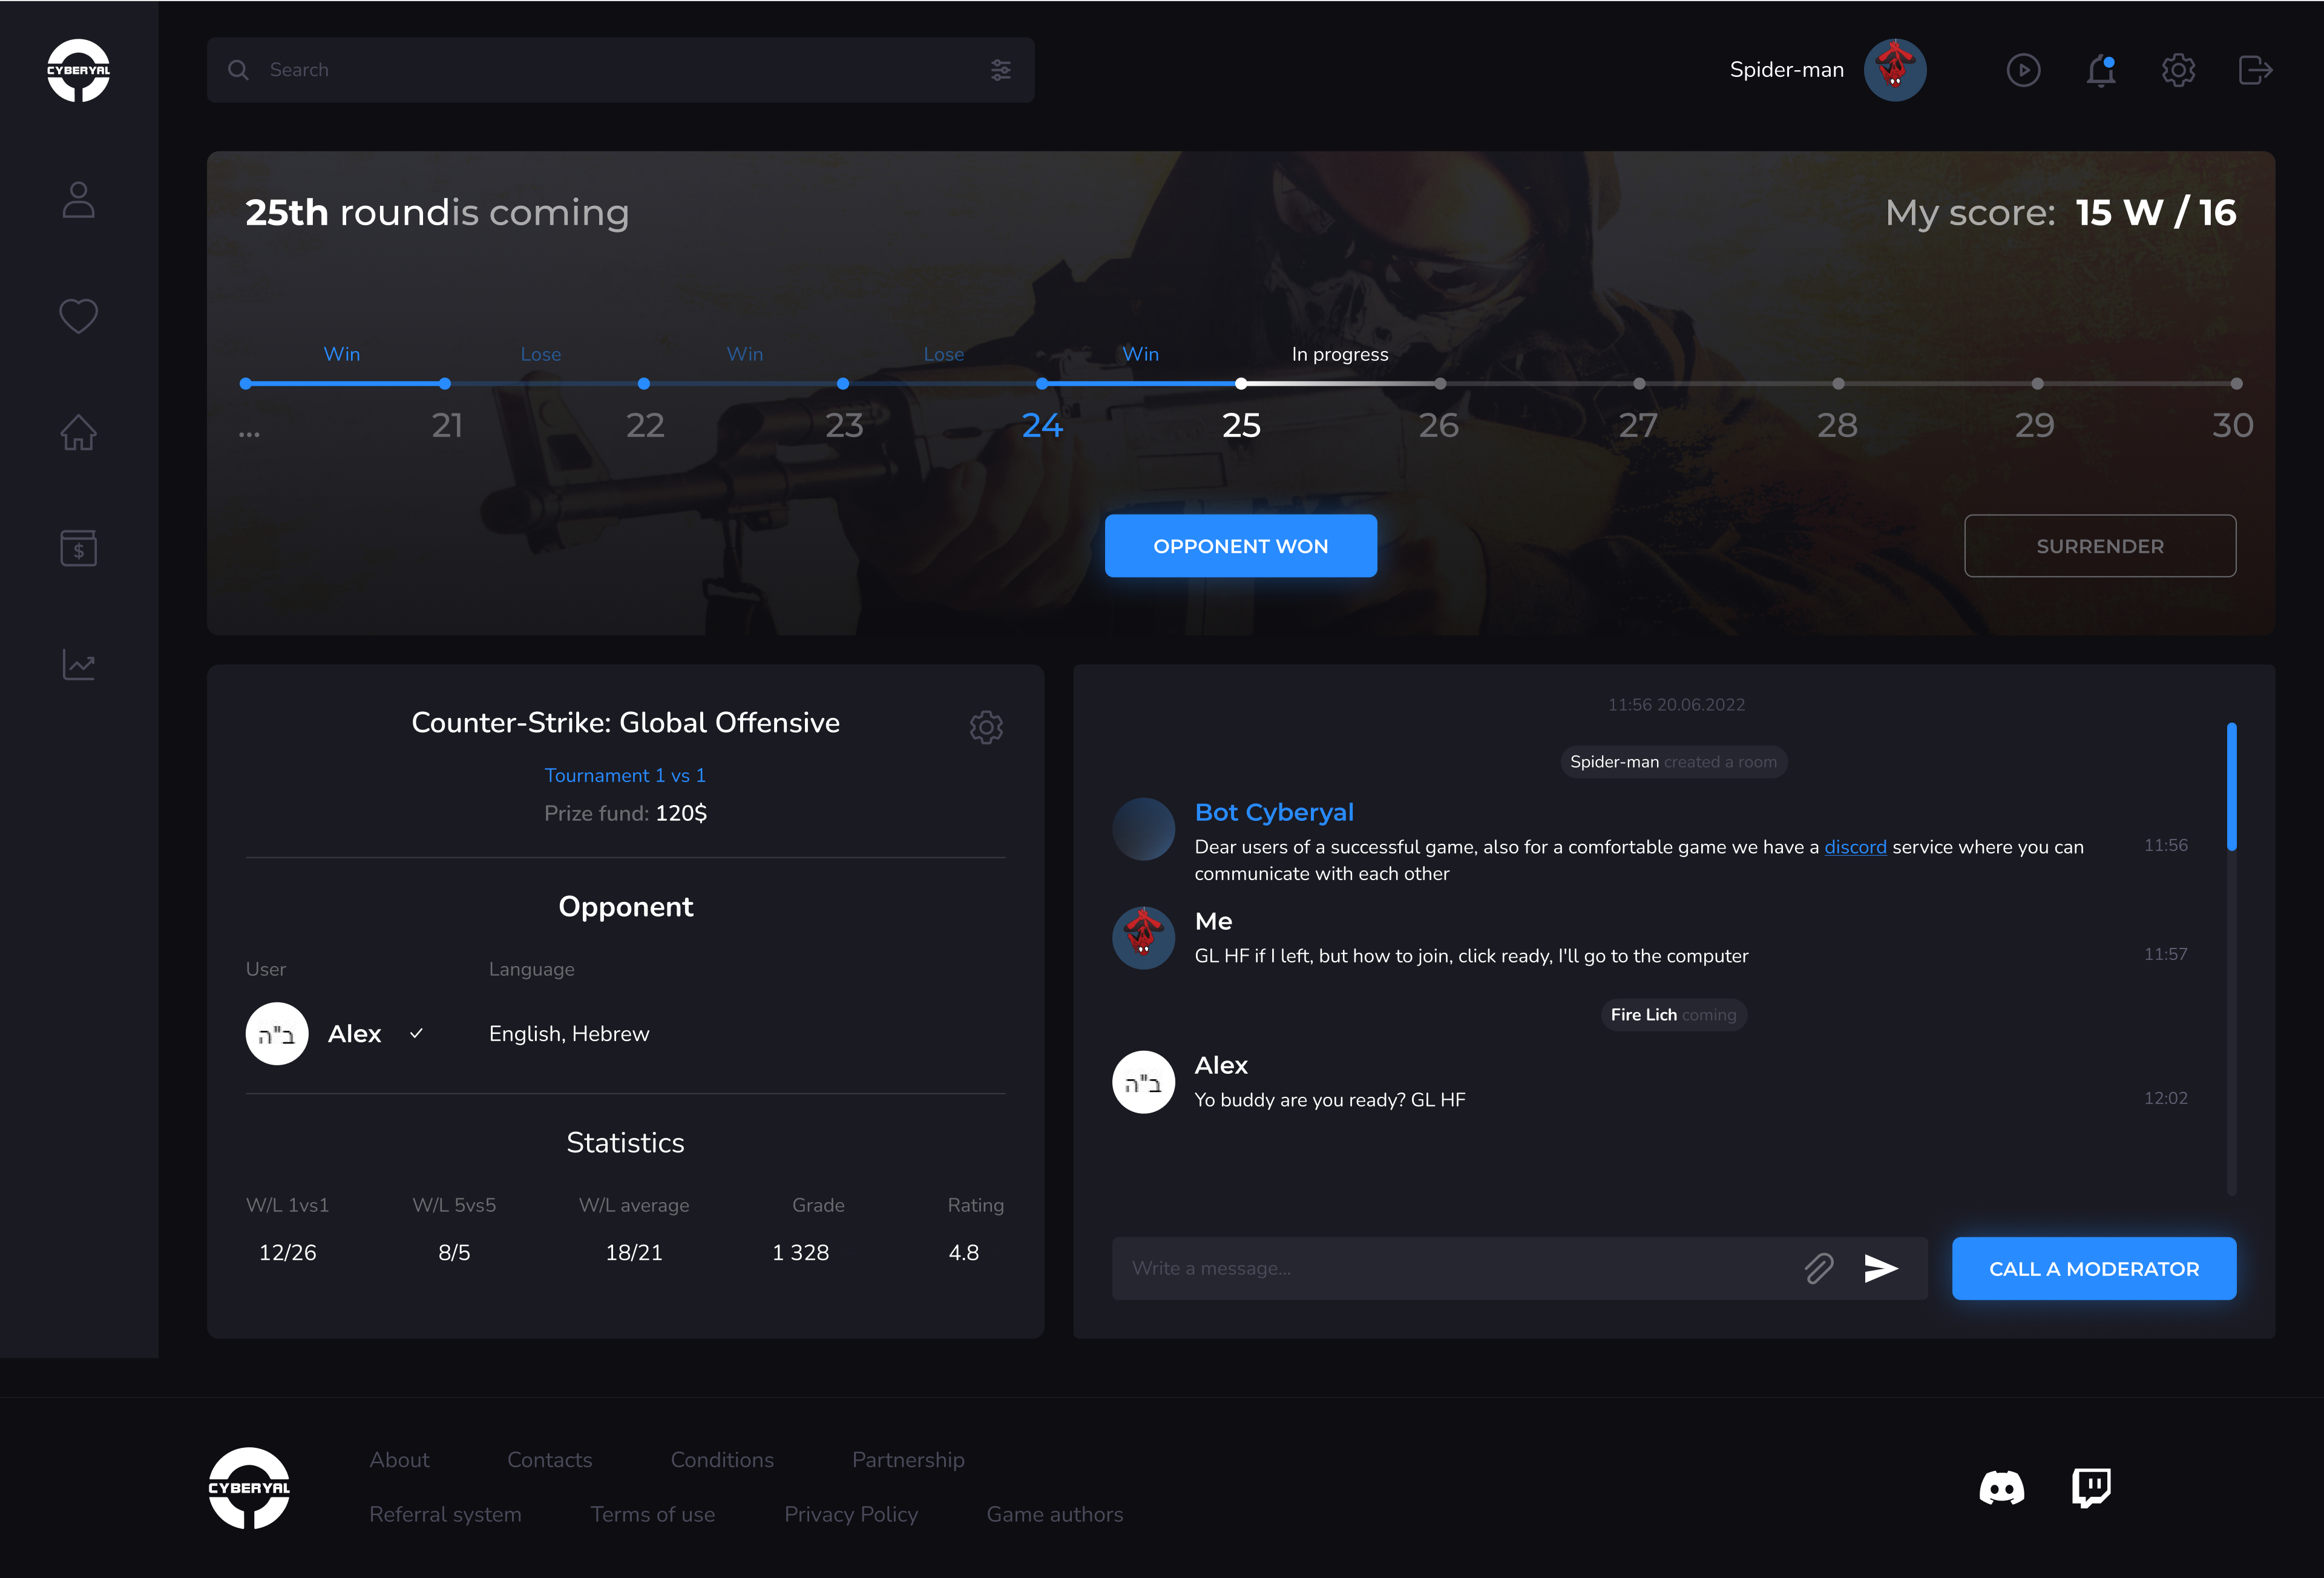 CYBERYAL
Search
Spider-man
25th roundis coming
My score: 15 W / 16
Win
Lose
Win
Lose
Win
In progress
...
21
22
23
24
25
26
27
28
29
30
OPPONENT WON
SURRENDER
Counter-Strike: Global Offensive
Tournament 1 vs 1
Prize fund: 120$
Opponent
User
Language
ב"ה
Alex
English, Hebrew
Statistics
W/L 1vs1
W/L 5vs5
W/L average
Grade
Rating
12/26
8/5
18/21
1 328
4.8
11:56 20.06.2022
Spider-man created a room
Bot Cyberyal
Dear users of a successful game, also for a comfortable game we have a discord service where you can
communicate with each other
11:56
Me
GL HF if I left, but how to join, click ready, I'll go to the computer
11:57
Fire Lich coming
ב"ה
Alex
Yo buddy are you ready? GL HF
12:02
Write a message...
CALL A MODERATOR
CYBERYAL
About
Contacts
Conditions
Partnership
Referral system
Terms of use
Privacy Policy
Game authors